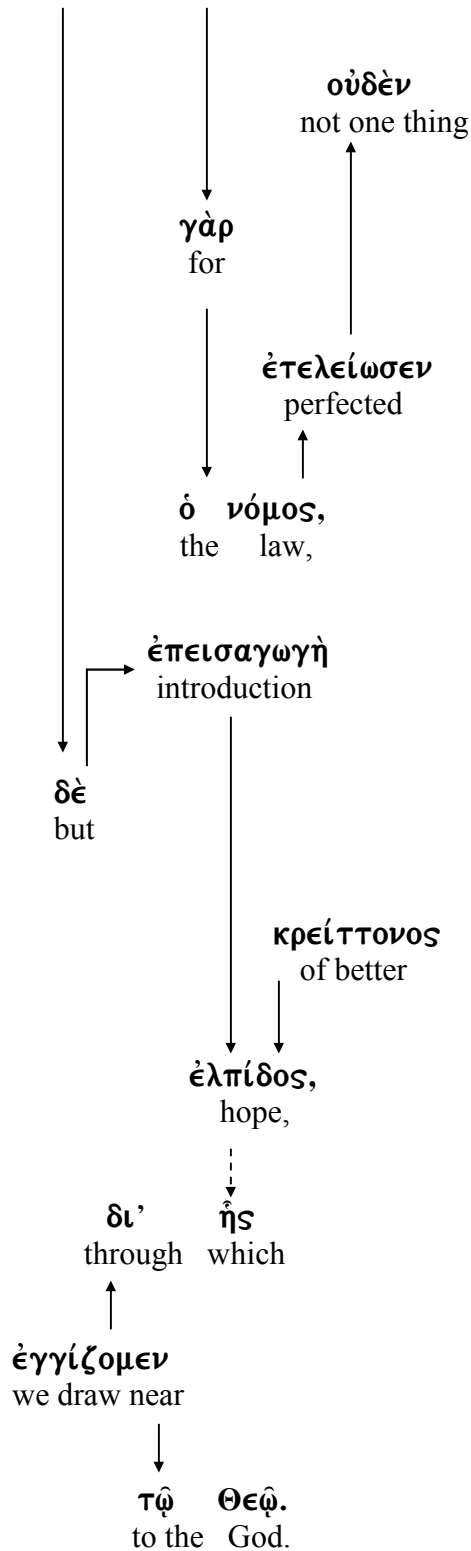 οὐδὲν
not one thing
γὰρ
for
ἐτελείωσεν
perfected
ὁ νόμος,
the law,
ἐπεισαγωγὴ
introduction
δὲ
but
κρείττονος
of better
ἐλπίδος,
hope,
δι’ ἧς
through which
ἐγγίζομεν
we draw near
τῷ Θεῷ.
to the God.